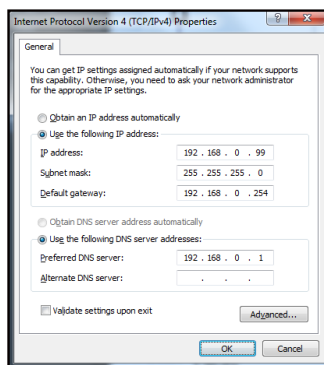 Internet Protocol Version 4 (TCP/IPv4) Properties
General
You can get IP settings assigned automatically if your network supports
this capability. Otherwise, you need to ask your network administrator
for the appropriate IP settings.
Obtain an IP address automatically
Use the following IP address:
IP address: 192 . 168 . 0 . 99
Subnet mask: 255 . 255 . 255 . 0
Default gateway: 192 . 168 . 0 . 254
Obtain DNS server address automatically
Use the following DNS server addresses:
Preferred DNS server: 192 . 168 . 0 . 1
Alternate DNS server: . . .
Validate settings upon exit
Advanced...
OK Cancel